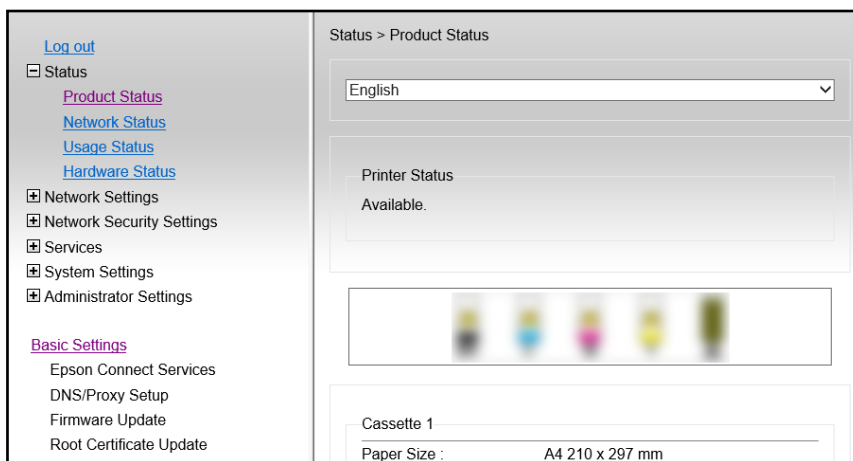 Log out
Status
Product Status
Network Status
Usage Status
Hardware Status
Network Settings
Network Security Settings
Services
System Settings
Administrator Settings
Basic Settings
Epson Connect Services
DNS/Proxy Setup
Firmware Update
Root Certificate Update
Status > Product Status
English
Printer Status
Available.
Cassette 1
Paper Size : A4 210 x 297 mm